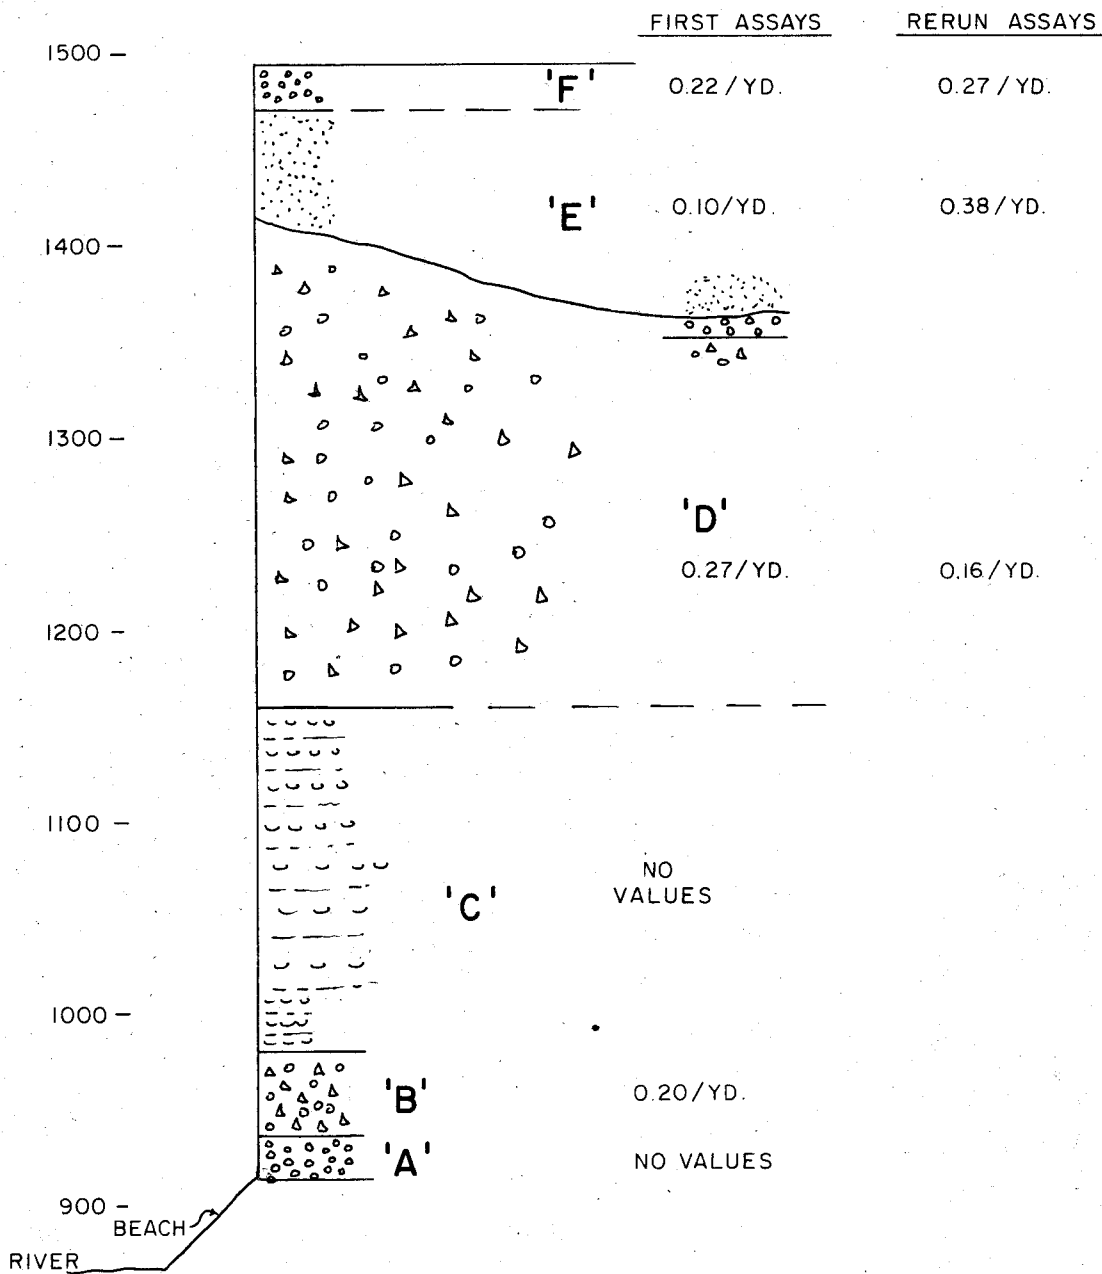 FIRST ASSAYS RERUN ASSAYS
1500 –
'F' 0.22 / YD. 0.27 / YD.
'E' 0.10/YD. 0.38 / YD.
1400 –
1300 –
'D'
0.27/YD. 0.16 / YD.
1200 –
1100 –
NO
VALUES
'C'
1000 –
'B' 0.20/YD.
'A' NO VALUES
900 –
BEACH
RIVER